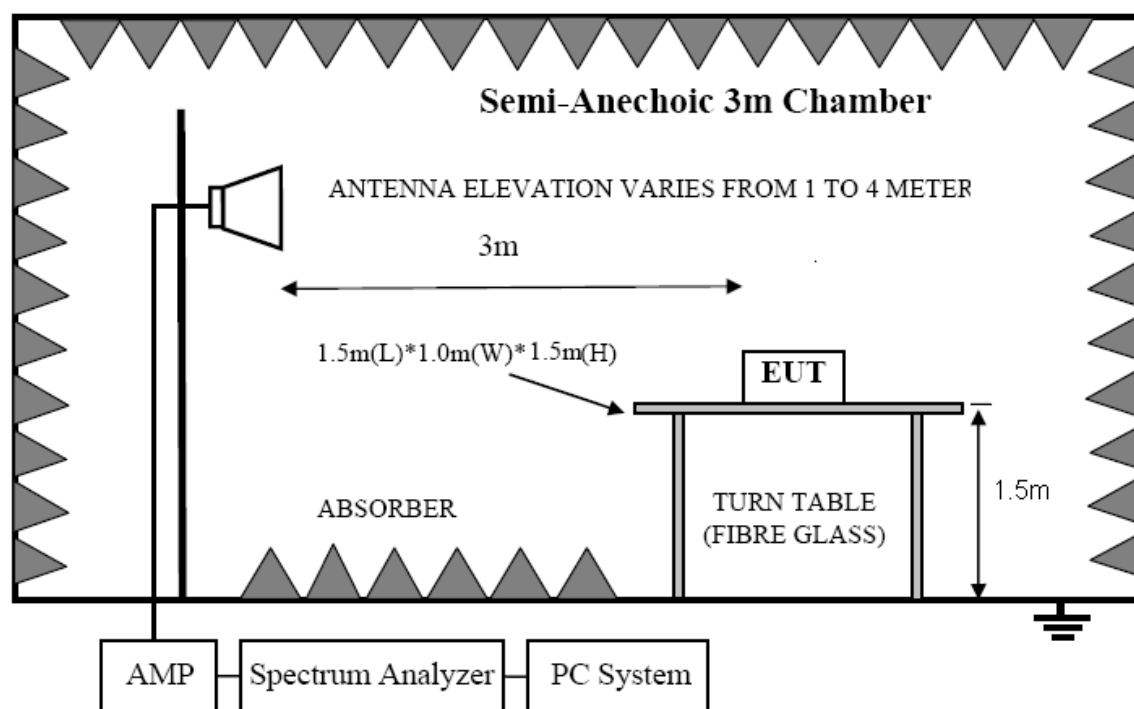 Semi-Anechoic 3m Chamber
ANTENNA ELEVATION VARIES FROM 1 TO 4 METER
3m
1.5m(L)*1.0m(W)*1.5m(H)
EUT
1.5m
ABSORBER
TURN TABLE
(FIBRE GLASS)
AMP
Spectrum Analyzer
PC System